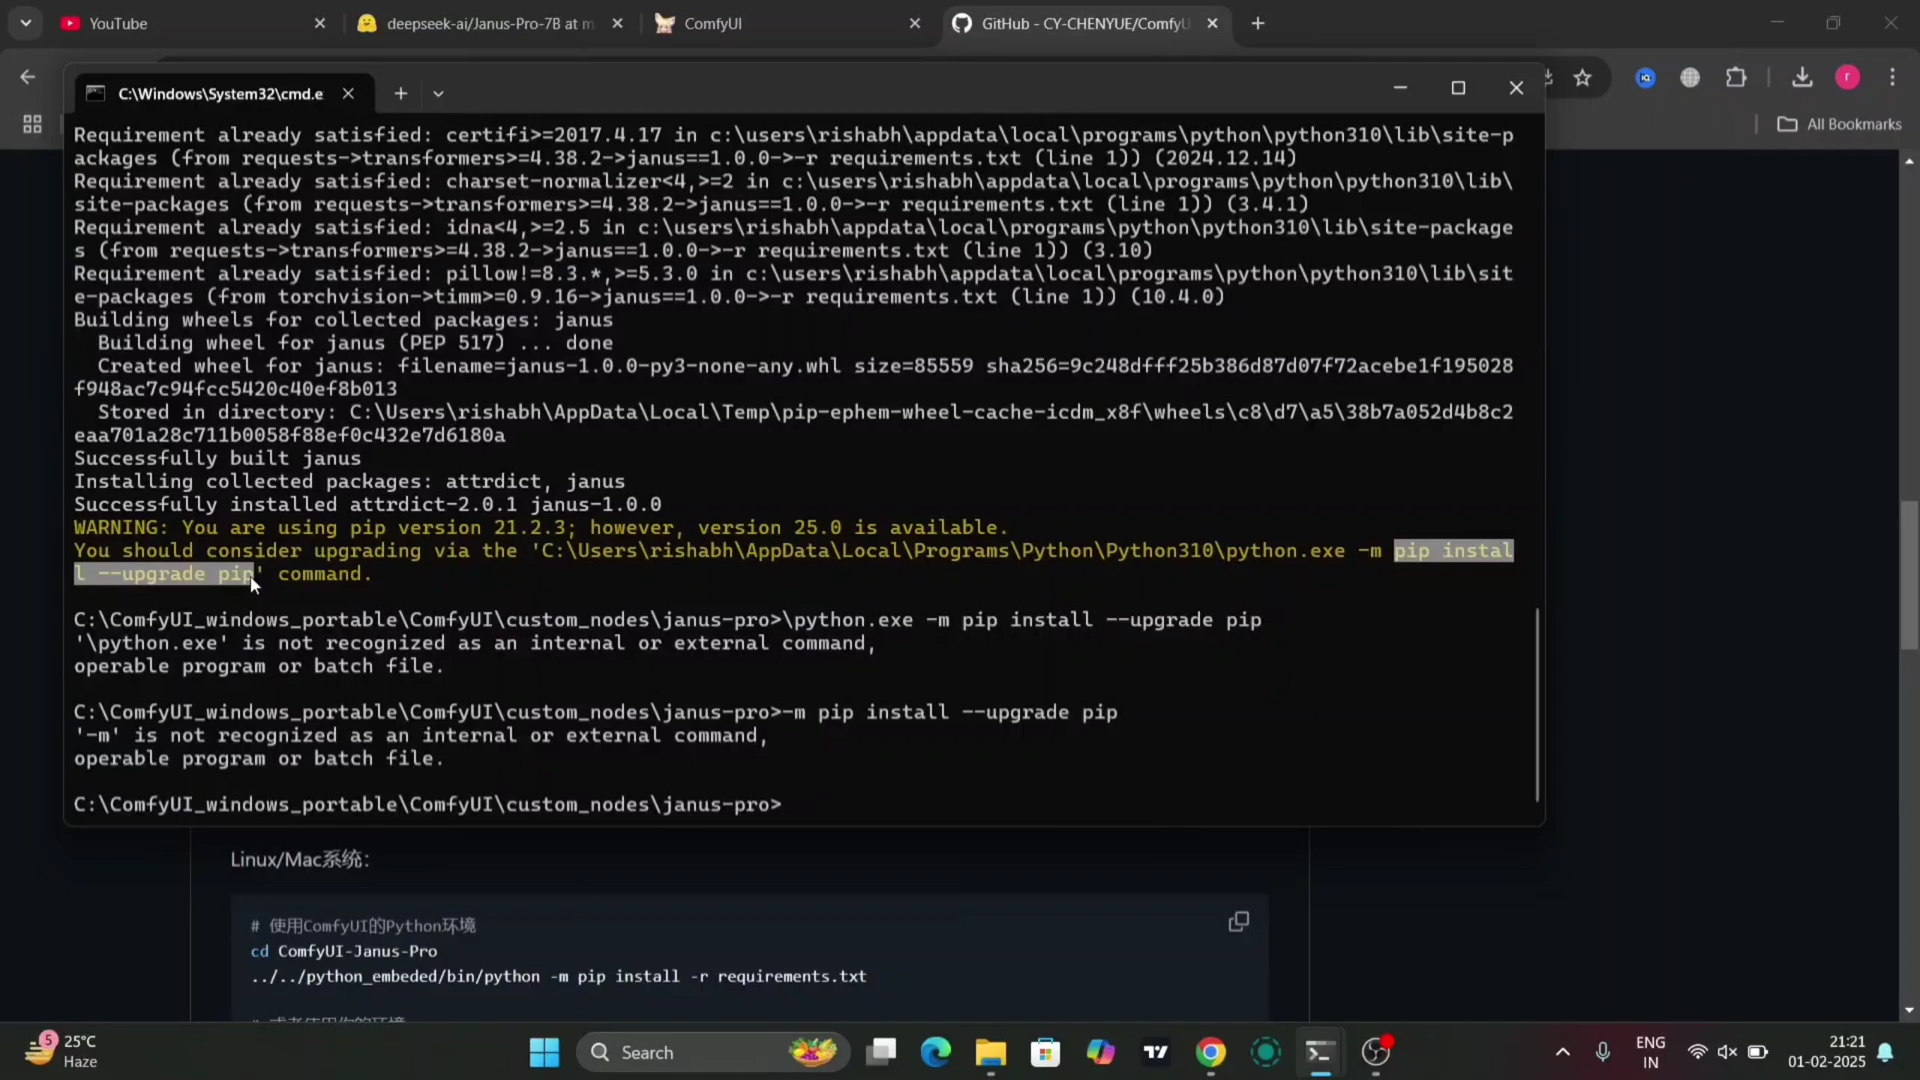 YouTube
deepseek-ai/Janus-Pro-7B at m
ComfyUI
GitHub - CY-CHENYUE/ComfyU
C:\Windows\System32\cmd.e
All Bookmarks
Requirement already satisfied: certifi>=2017.4.17 in c:\users\rishabh\appdata\local\programs\python\python310\lib\site-p
ackages (from requests->transformers>=4.38.2->janus==1.0.0->-r requirements.txt (line 1)) (2024.12.14)
Requirement already satisfied: charset-normalizer<4,>=2 in c:\users\rishabh\appdata\local\programs\python\python310\lib\
site-packages (from requests->transformers>=4.38.2->janus==1.0.0->-r requirements.txt (line 1)) (3.4.1)
Requirement already satisfied: idna<4,>=2.5 in c:\users\rishabh\appdata\local\programs\python\python310\lib\site-package
s (from requests->transformers>=4.38.2->janus==1.0.0->-r requirements.txt (line 1)) (3.10)
Requirement already satisfied: pillow!=8.3.*,>=5.3.0 in c:\users\rishabh\appdata\local\programs\python\python310\lib\sit
e-packages (from torchvision->timm>=0.9.16->janus==1.0.0->-r requirements.txt (line 1)) (10.4.0)
Building wheels for collected packages: janus
Building wheel for janus (PEP 517) ... done
Created wheel for janus: filename=janus-1.0.0-py3-none-any.whl size=85559 sha256=9c248dfff25b386d87d07f72acebe1f195028
f948ac7c94fcc5420c40ef8b013
Stored in directory: C:\Users\rishabh\AppData\Local\Temp\pip-ephem-wheel-cache-icdm_x8f\wheels\c8\d7\a5\38b7a052d4b8c2
eaa701a28c711b0058f88ef0c432e7d6180a
Successfully built janus
Installing collected packages: attrdict, janus
Successfully installed attrdict-2.0.1 janus-1.0.0
WARNING: You are using pip version 21.2.3; however, version 25.0 is available.
You should consider upgrading via the 'C:\Users\rishabh\AppData\Local\Programs\Python\Python310\python.exe -m pip instal
l --upgrade pip' command.
C:\ComfyUI_windows_portable\ComfyUI\custom_nodes\janus-pro>\python.exe -m pip install --upgrade pip
'\python.exe' is not recognized as an internal or external command,
operable program or batch file.
C:\ComfyUI_windows_portable\ComfyUI\custom_nodes\janus-pro>-m pip install --upgrade pip
'-m' is not recognized as an internal or external command,
operable program or batch file.
C:\ComfyUI_windows_portable\ComfyUI\custom_nodes\janus-pro>
Linux/Mac系统:
# 使用ComfyUI的Python环境
cd ComfyUI-Janus-Pro
../../python_embeded/bin/python -m pip install -r requirements.txt
5
25°C
Haze
Search
ENG
IN
21:21
01-02-2025